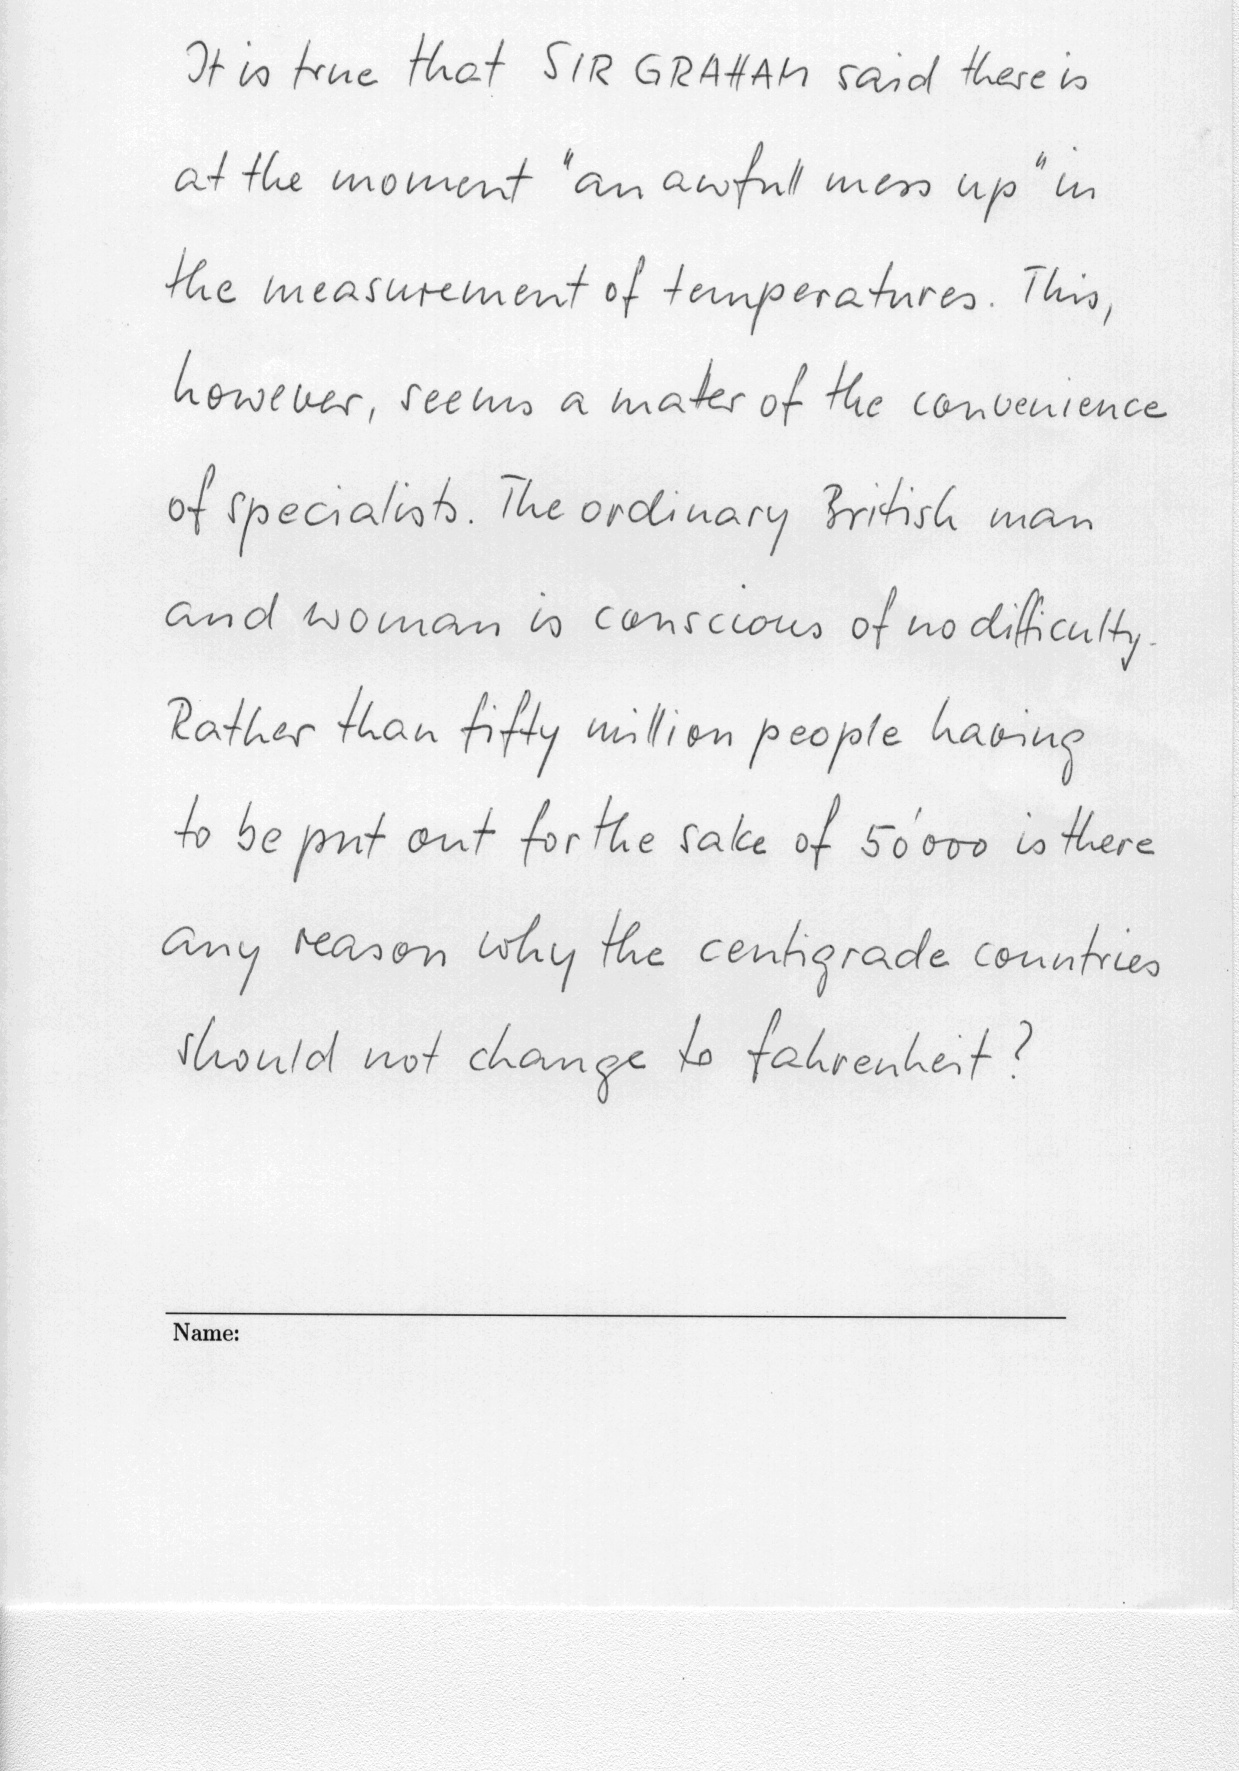 It is true that SIR GRAHAM said there is
at the moment "an awfull mess up" in
the measurement of temperatures. This,
however, seems a matter of the convenience
of specialists. The ordinary British man
and woman is conscious of no difficulty.
Rather than fifty million people having
to be put out for the sake of 50'000 is there
any reason why the centigrade countries
should not change to fahrenheit?
Name: